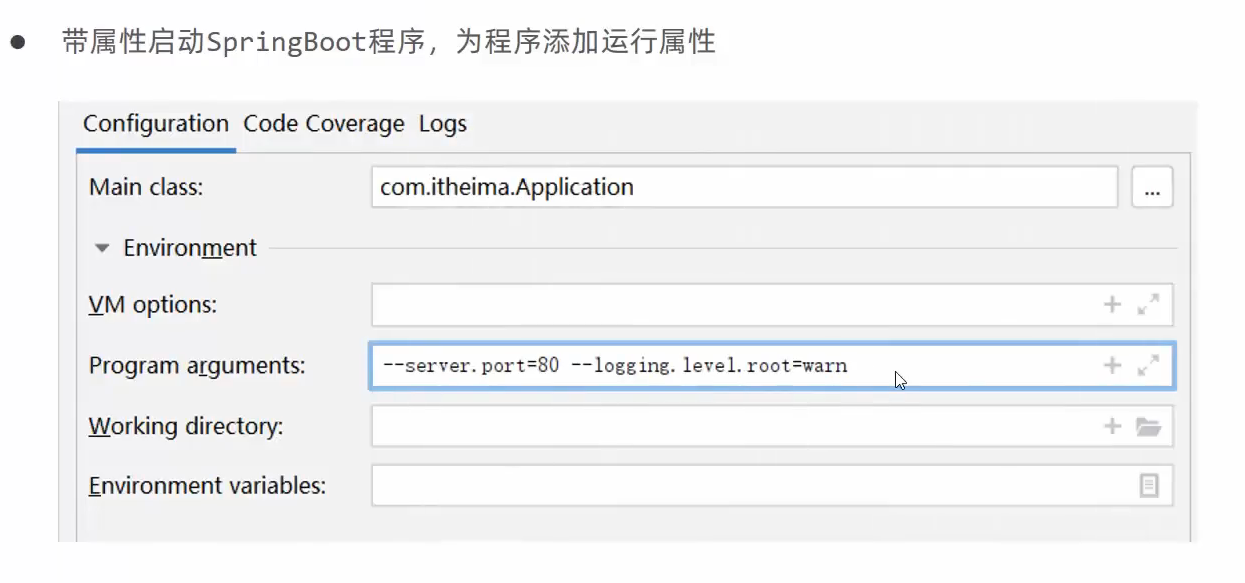 ● 带属性启动SpringBoot程序，为程序添加运行属性
Configuration Code Coverage Logs
Main class: com.itheima.Application ...
Environment
VM options:
Program arguments: --server.port=80 --logging.level.root=warn
Working directory:
Environment variables: